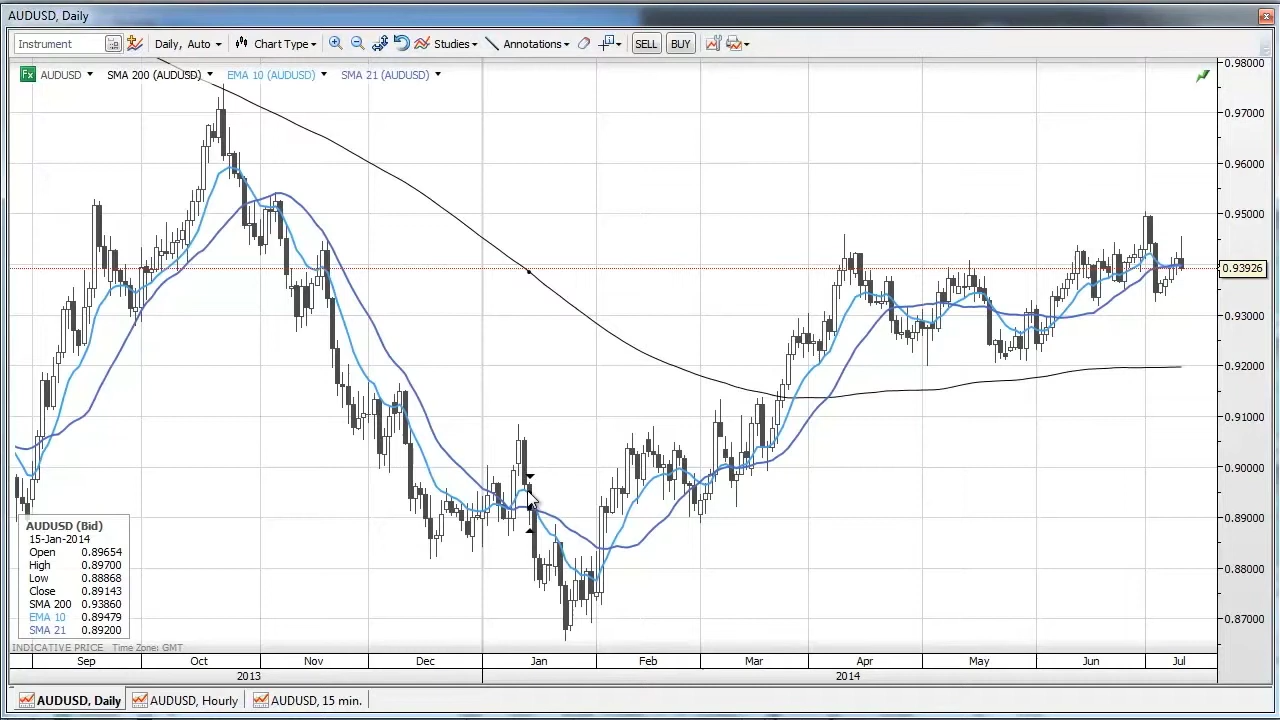 AUDUSD, Daily
Instrument Daily, Auto Chart Type Studies Annotations SELL BUY
Fx AUDUSD SMA 200 (AUDUSD) EMA 10 (AUDUSD) SMA 21 (AUDUSD)
0.98000
0.97000
0.96000
0.95000
0.93926
0.93000
0.92000
0.91000
0.90000
0.89000
0.88000
0.87000
AUDUSD (Bid)
15-Jan-2014
Open 0.89654
High 0.89700
Low 0.88868
Close 0.89143
SMA 200 0.93860
EMA 10 0.89479
SMA 21 0.89200
INDICATIVE PRICE Time Zone: GMT
Sep Oct Nov Dec Jan Feb Mar Apr May Jun Jul
2013 2014
AUDUSD, Daily AUDUSD, Hourly AUDUSD, 15 min.